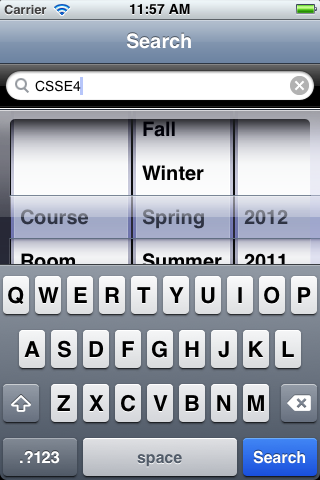 Carrier 11:57 AM
Search
CSSE4
Fall
Winter
Course Spring 2012
Room Summer 2011
Q W E R T Y U I O P
A S D F G H J K L
Z X C V B N M
.?123 space Search